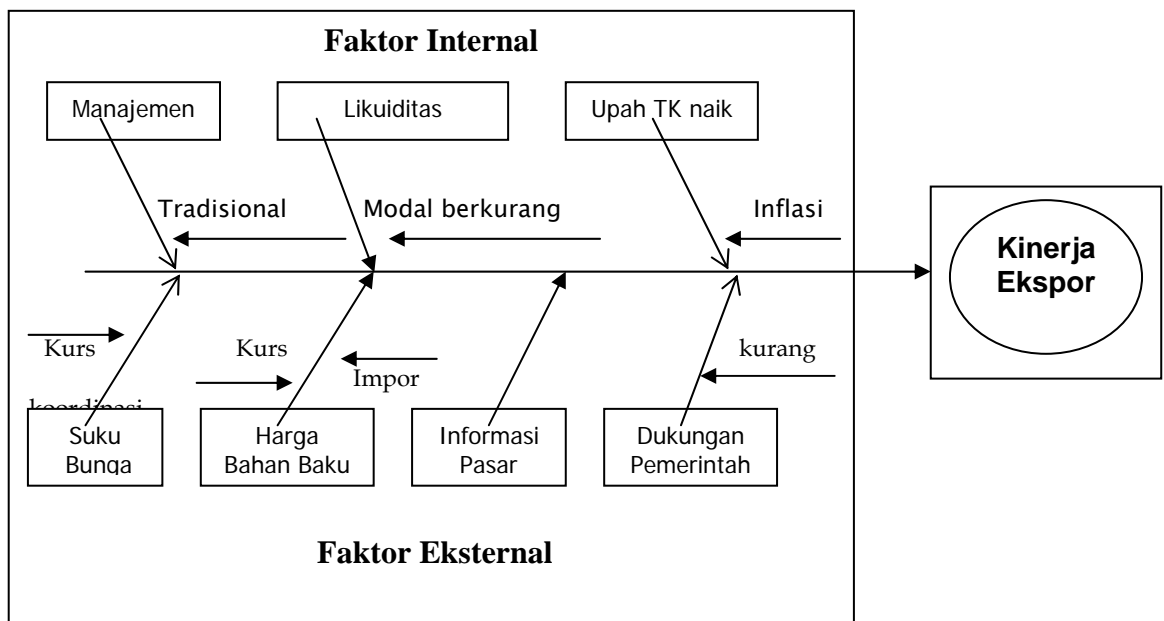 Faktor Internal
Manajemen
Likuiditas
Upah TK naik
Tradisional
Modal berkurang
Inflasi
Kinerja
Ekspor
Kurs
Kurs
Impor
kurang
koordinasi
Suku
Bunga
Harga
Bahan Baku
Informasi
Pasar
Dukungan
Pemerintah
Faktor Eksternal